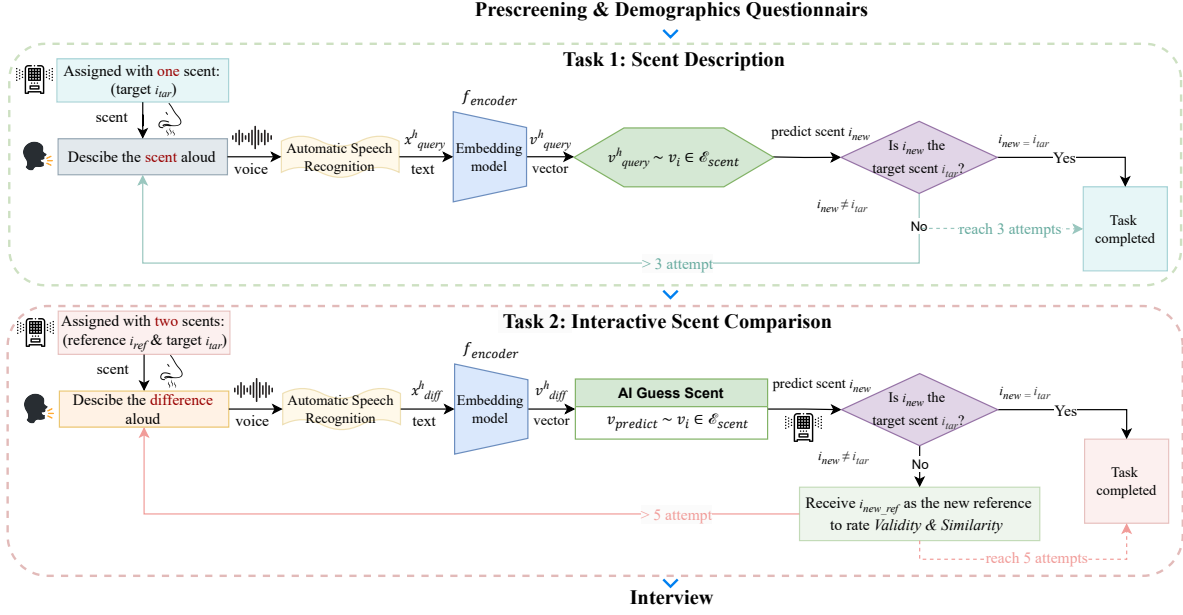 Prescreening & Demographics Questionnairs
Task 1: Scent Description
Assigned with one scent:
(target i_tar)
scent
Descibe the scent aloud
voice
Automatic Speech
Recognition
x^h_query
text
f_encoder
Embedding
model
v^h_query
vector
v^h_query ~ v_i ∈ ℰ_scent
predict scent i_new
Is i_new the
target scent i_tar?
i_new = i_tar
Yes
i_new ≠ i_tar
No
reach 3 attempts
Task
completed
> 3 attempt
Task 2: Interactive Scent Comparison
Assigned with two scents:
(reference i_ref & target i_tar)
scent
Descibe the difference
aloud
voice
Automatic Speech
Recognition
x^h_diff
text
f_encoder
Embedding
model
v^h_diff
vector
AI Guess Scent
v_predict ~ v_i ∈ ℰ_scent
predict scent i_new
Is i_new the
target scent i_tar?
i_new = i_tar
Yes
i_new ≠ i_tar
No
Task
completed
Receive i_new_ref as the new reference
to rate Validity & Similarity
> 5 attempt
reach 5 attempts
Interview